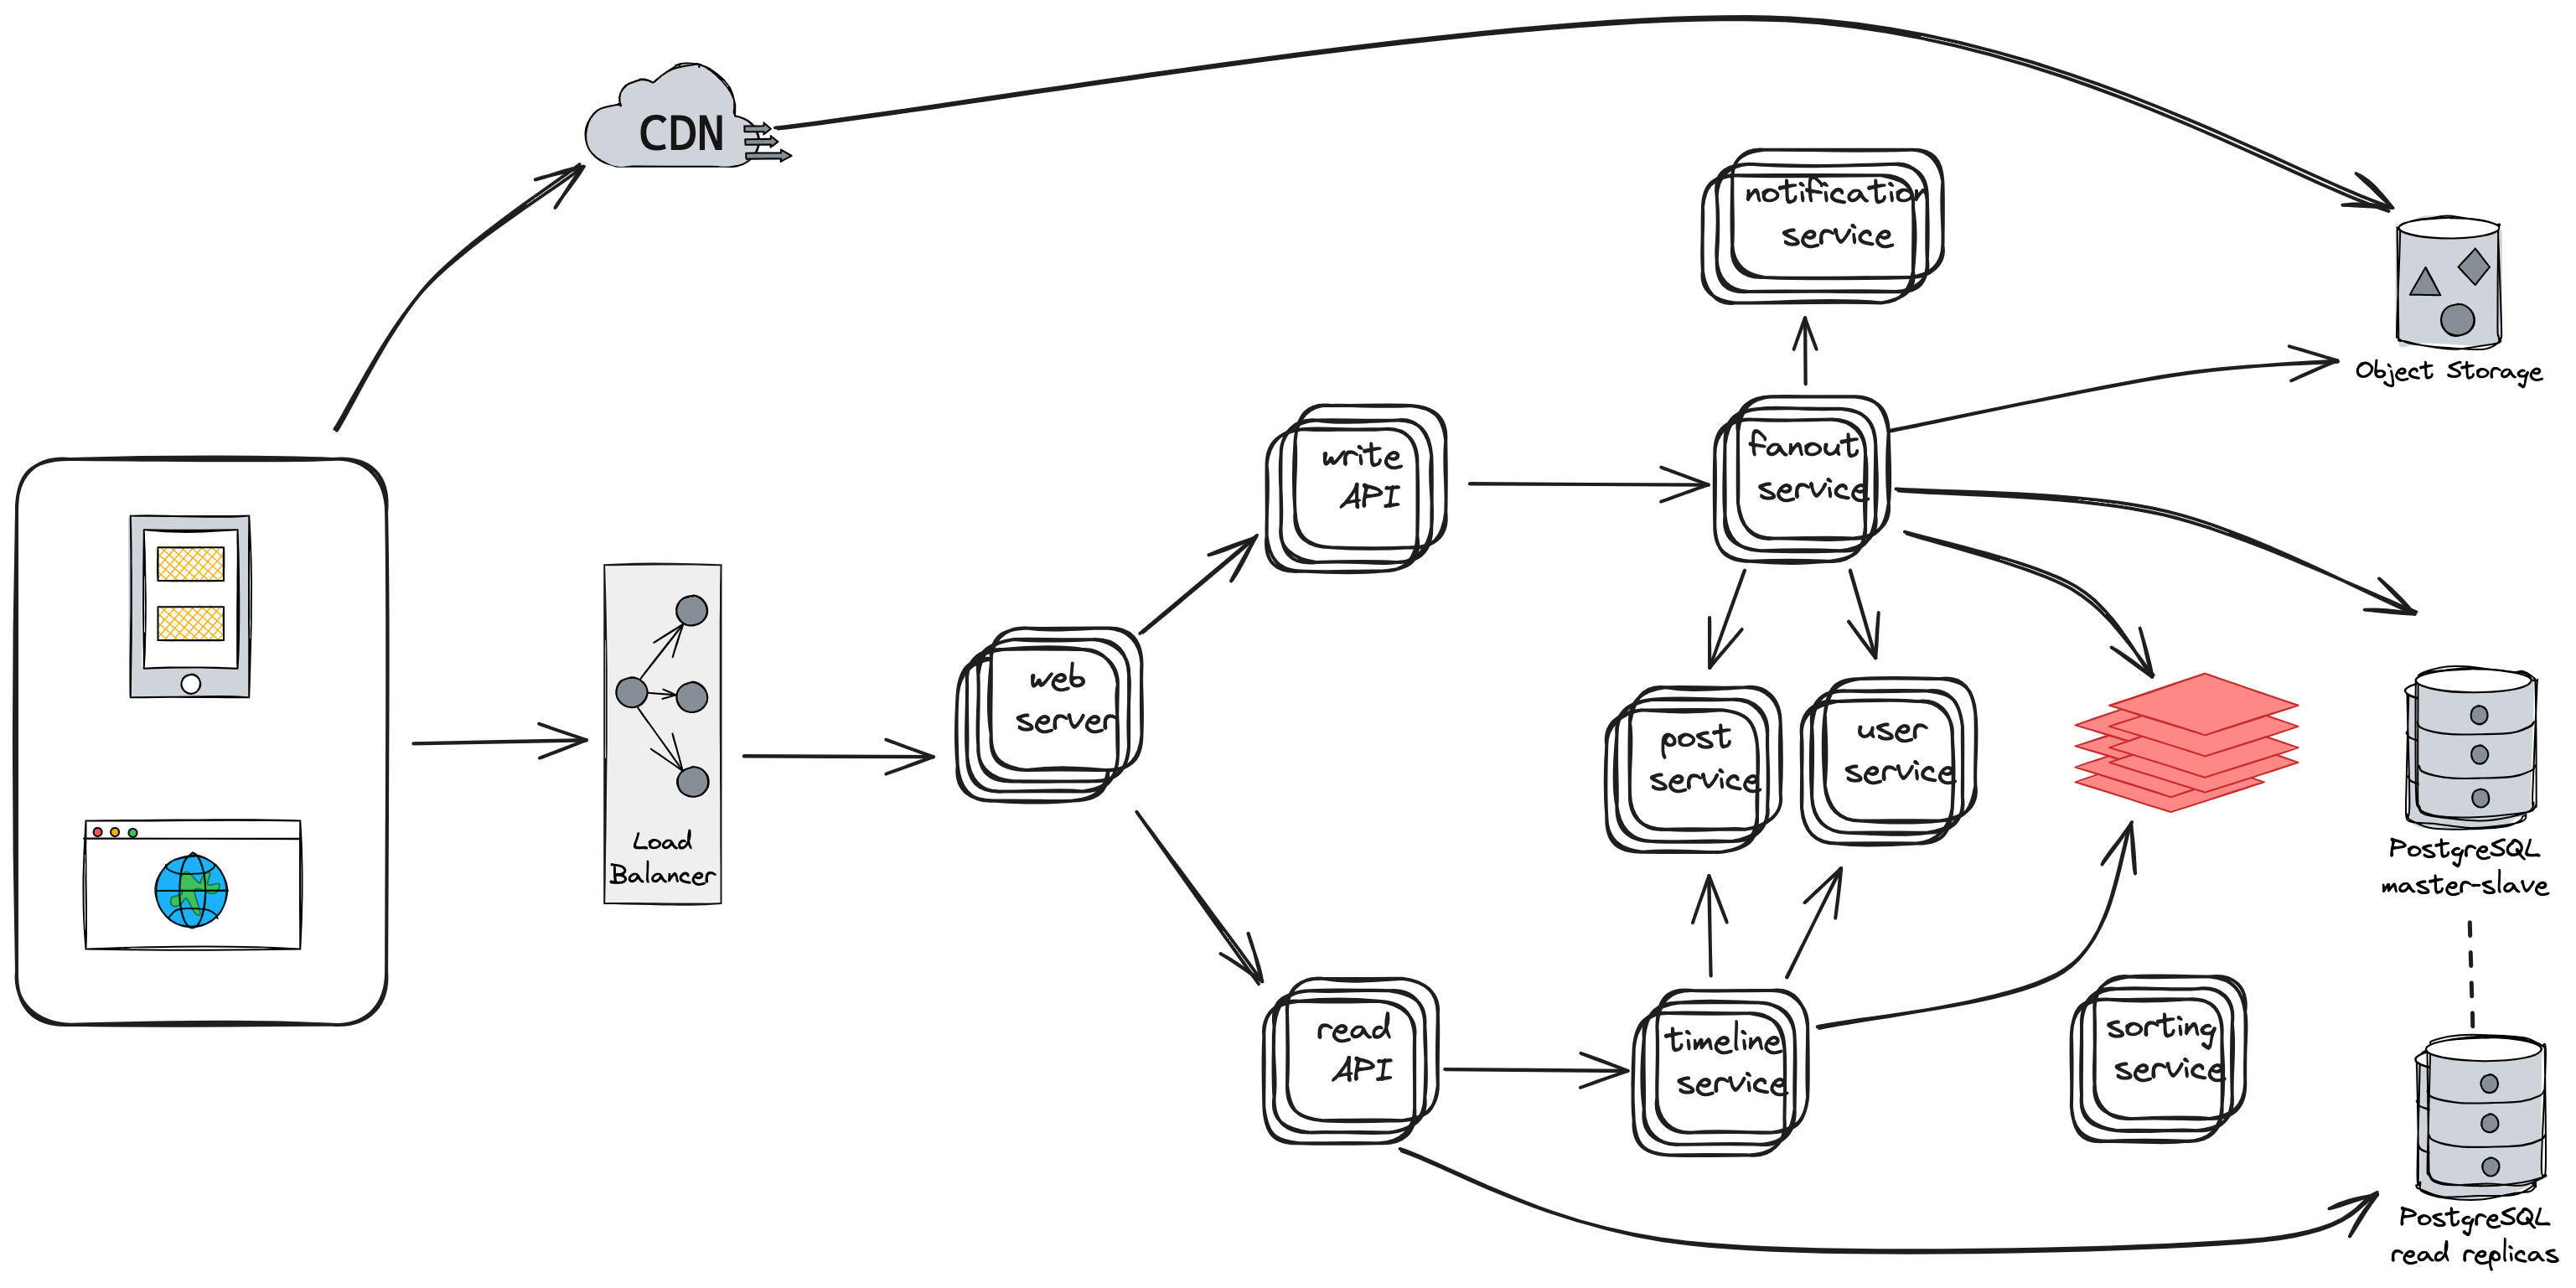 CDN
notification
service
Object Storage
write
API
fanout
service
web
server
post
service
user
service
Load
Balancer
PostgreSQL
master-slave
read
API
timeline
service
sorting
service
PostgreSQL
read replicas